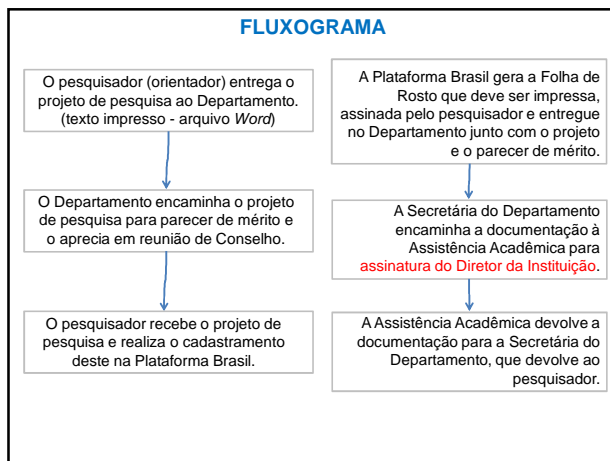 FLUXOGRAMA
O pesquisador (orientador) entrega o
projeto de pesquisa ao Departamento.
(texto impresso - arquivo Word)
O Departamento encaminha o projeto
de pesquisa para parecer de mérito e
o aprecia em reunião de Conselho.
O pesquisador recebe o projeto de
pesquisa e realiza o cadastramento
deste na Plataforma Brasil.
A Plataforma Brasil gera a Folha de
Rosto que deve ser impressa,
assinada pelo pesquisador e entregue
no Departamento junto com o projeto
e o parecer de mérito.
A Secretária do Departamento
encaminha a documentação à
Assistência Acadêmica para
assinatura do Diretor da Instituição.
A Assistência Acadêmica devolve a
documentação para a Secretária do
Departamento, que devolve ao
pesquisador.